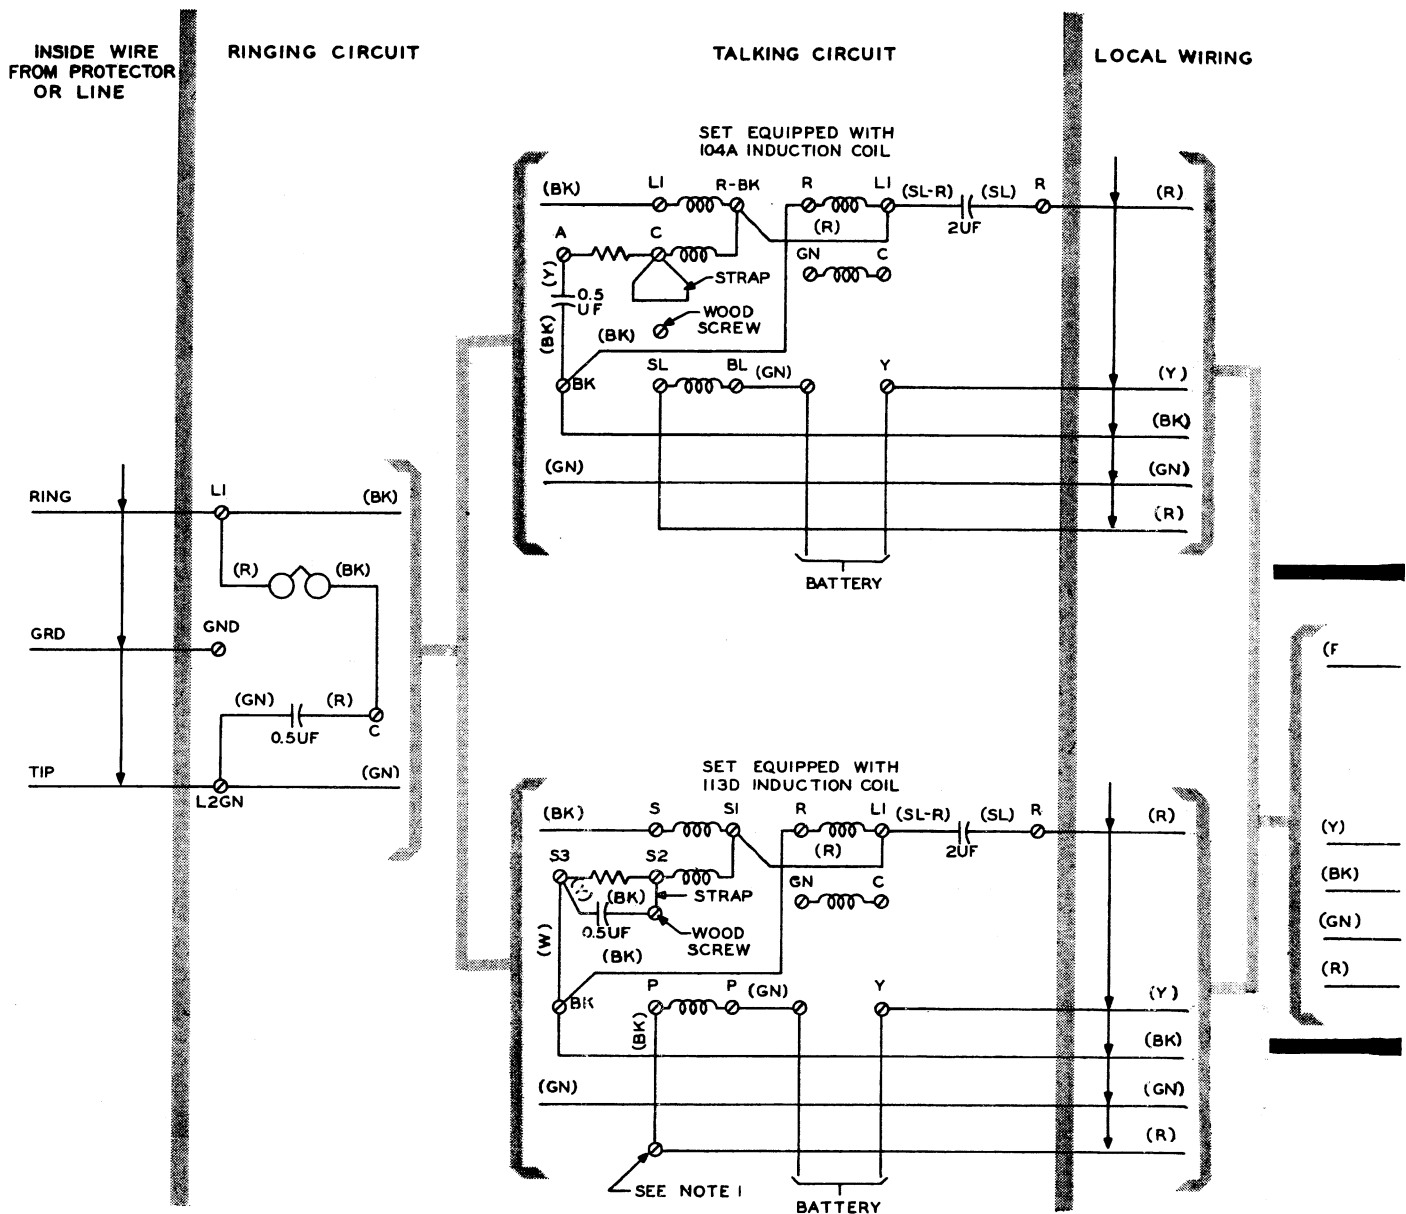 INSIDE WIRE
FROM PROTECTOR
OR LINE
RINGING CIRCUIT
TALKING CIRCUIT
LOCAL WIRING
SET EQUIPPED WITH
104A INDUCTION COIL
(BK) L1 R-BK R L1 (SL-R) (SL) R (R)
2UF
(R)
A C GN C
(Y)
STRAP
0.5
UF
WOOD
SCREW
(BK)
(BK)
BK SL BL (GN) Y (Y)
(BK)
(GN) (GN)
(R)
BATTERY
RING L1 (BK)
(R) (BK)
GRD GND
(GN) (R)
0.5UF C
TIP (GN)
L2GN
SET EQUIPPED WITH
113D INDUCTION COIL
(BK) S S1 R L1 (SL-R) (SL) R (R)
2UF
(R)
S3 S2 GN C
(BK) STRAP
0.5UF WOOD
SCREW
(W)
(BK)
BK P P (GN) Y (Y)
(BK)
(BK)
(GN) (GN)
(R)
SEE NOTE 1
BATTERY
(Y)
(BK)
(GN)
(R)